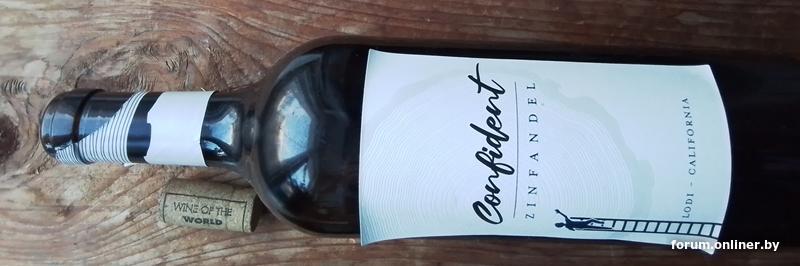 Confident
ZINFANDEL
LODI - CALIFORNIA
WINE OF THE
WORLD
forum.onliner.by